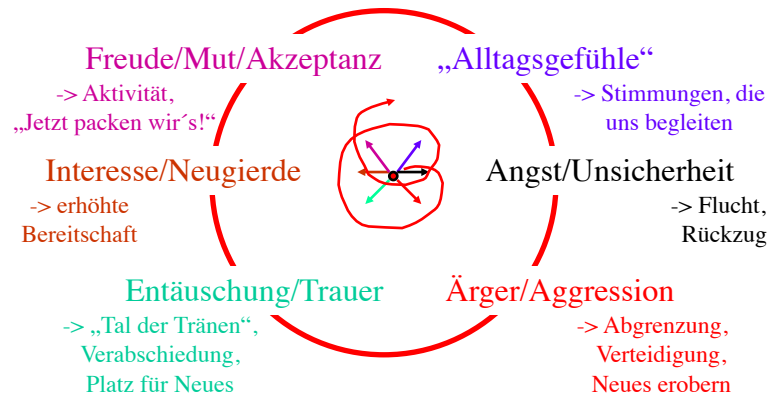 Freude/Mut/Akzeptanz
-> Aktivität,
„Jetzt packen wir´s!“
„Alltagsgefühle“
-> Stimmungen, die
uns begleiten
Interesse/Neugierde
-> erhöhte
Bereitschaft
Angst/Unsicherheit
-> Flucht,
Rückzug
Entäuschung/Trauer
-> „Tal der Tränen“,
Verabschiedung,
Platz für Neues
Ärger/Aggression
-> Abgrenzung,
Verteidigung,
Neues erobern